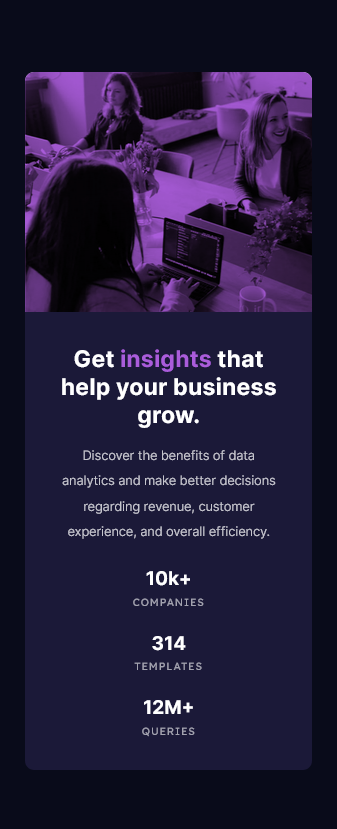 Get insights that
help your business
grow.
Discover the benefits of data
analytics and make better decisions
regarding revenue, customer
experience, and overall efficiency.
10k+
COMPANIES
314
TEMPLATES
12M+
QUERIES